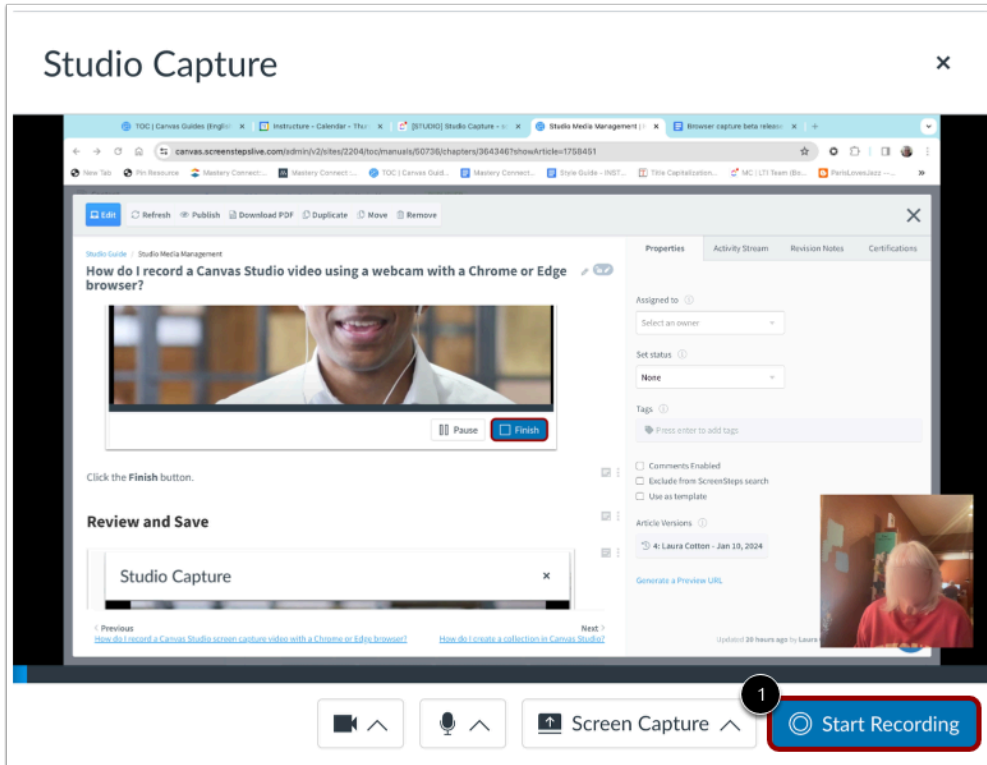 Studio Capture
TOC | Canvas Guides (English
Instructure - Calendar - Thur
[STUDIO] Studio Capture - s
Studio Media Management |
Browser capture beta release
canvas.screenstepslive.com/admin/v2/sites/2204/toc/manuals/50736/chapters/364346?showArticle=1758451
New Tab
Pin Resource
Mastery Connect:...
Mastery Connect :...
TOC | Canvas Guid...
Mastery Connect...
Style Guide - INST...
Title Capitalization...
MC | LTI Team (Bo...
ParisLovesJazz ---...
Edit
Refresh
Publish
Download PDF
Duplicate
Move
Remove
Studio Guide / Studio Media Management
How do I record a Canvas Studio video using a webcam with a Chrome or Edge
browser?
Pause
Finish
Click the Finish button.
Review and Save
Studio Capture
< Previous
How do I record a Canvas Studio screen capture video with a Chrome or Edge browser?
Next >
How do I create a collection in Canvas Studio?
Properties
Activity Stream
Revision Notes
Certifications
Assigned to
Select an owner
Set status
None
Tags
Press enter to add tags
Comments Enabled
Exclude from ScreenSteps search
Use as template
Article Versions
4: Laura Cotton - Jan 10, 2024
Generate a Preview URL
Updated 20 hours ago by Laura
1
Screen Capture
Start Recording